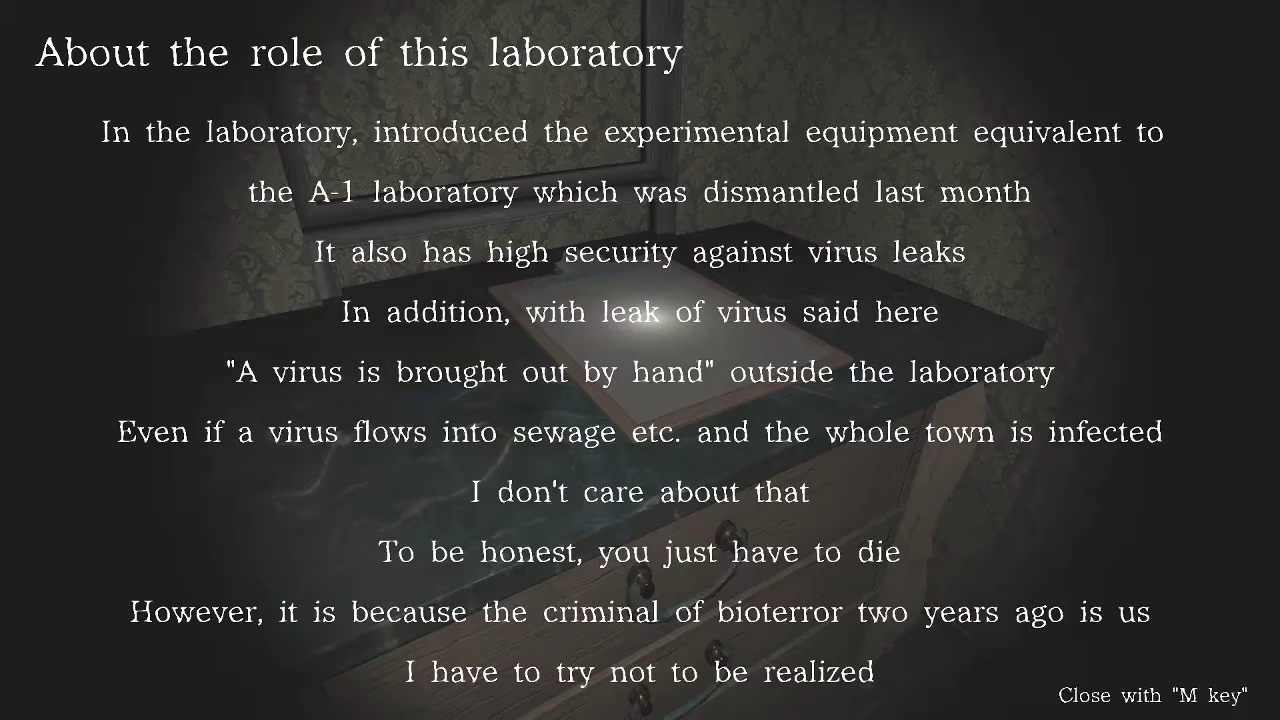 About the role of this laboratory
In the laboratory, introduced the experimental equipment equivalent to
the A-1 laboratory which was dismantled last month
It also has high security against virus leaks
In addition, with leak of virus said here
"A virus is brought out by hand" outside the laboratory
Even if a virus flows into sewage etc. and the whole town is infected
I don't care about that
To be honest, you just have to die
However, it is because the criminal of bioterror two years ago is us
I have to try not to be realized
Close with "M key"